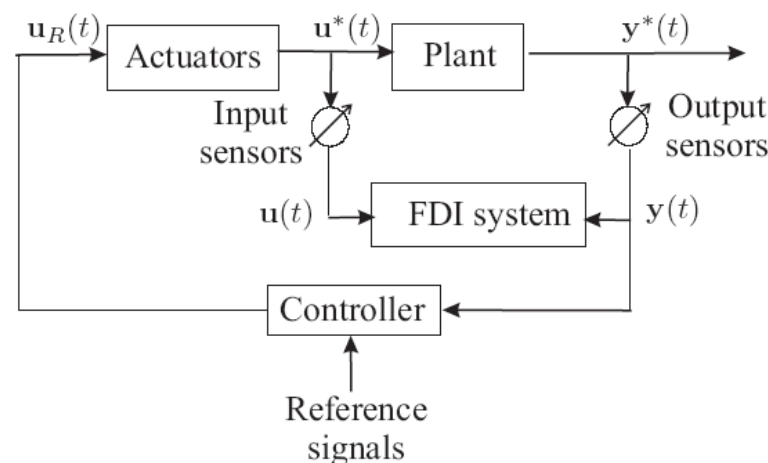 u_R(t)
u*(t)
y*(t)
Actuators
Plant
Input
sensors
Output
sensors
u(t)
FDI system
y(t)
Controller
Reference
signals